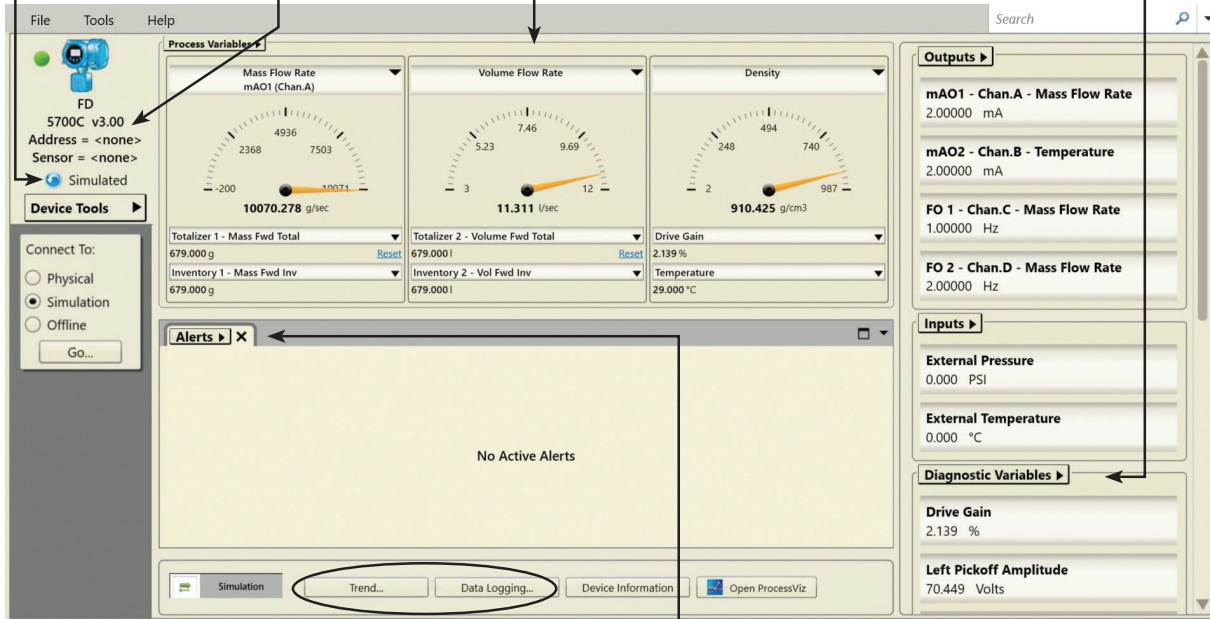 File Tools Help
Search
FD
5700C v3.00
Address = <none>
Sensor = <none>
Simulated
Device Tools
Connect To:
Physical
Simulation
Offline
Go...
Process Variables
Mass Flow Rate
mAO1 (Chan.A)
4936
2368 7503
-200 10071
10070.278 g/sec
Totalizer 1 - Mass Fwd Total
679.000 g Reset
Inventory 1 - Mass Fwd Inv
679.000 g
Volume Flow Rate
7.46
5.23 9.69
3 12
11.311 l/sec
Totalizer 2 - Volume Fwd Total
679.000 l Reset
Inventory 2 - Vol Fwd Inv
679.000 l
Density
494
248 740
2 987
910.425 g/cm3
Drive Gain
2.139 %
Temperature
29.000 °C
Alerts X
No Active Alerts
Simulation Trend... Data Logging... Device Information Open ProcessViz
Outputs
mAO1 - Chan.A - Mass Flow Rate
2.00000 mA
mAO2 - Chan.B - Temperature
2.00000 mA
FO 1 - Chan.C - Mass Flow Rate
1.00000 Hz
FO 2 - Chan.D - Mass Flow Rate
2.00000 Hz
Inputs
External Pressure
0.000 PSI
External Temperature
0.000 °C
Diagnostic Variables
Drive Gain
2.139 %
Left Pickoff Amplitude
70.449 Volts